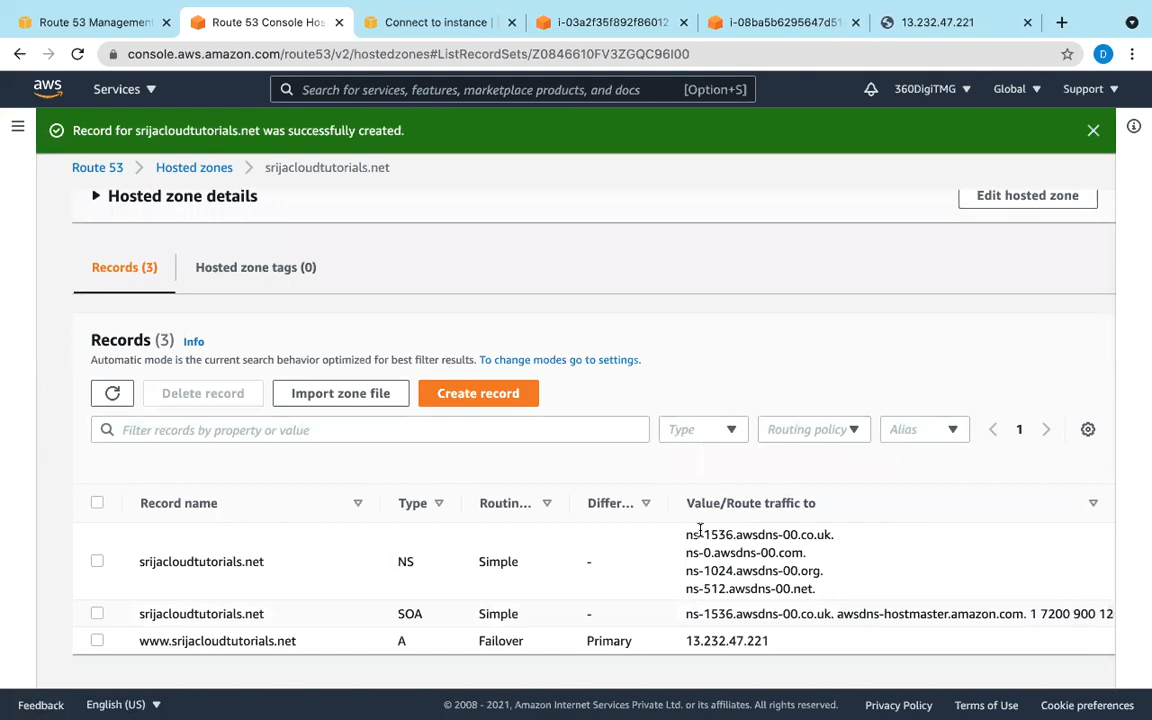 Route 53 Management
Route 53 Console Hos
Connect to instance |
i-03a2f35f892f86012
i-08ba5b6295647d51
13.232.47.221
console.aws.amazon.com/route53/v2/hostedzones#ListRecordSets/Z0846610FV3ZGQC96I00
D
aws
Services
Search for services, features, marketplace products, and docs
[Option+S]
360DigiTMG
Global
Support
Record for srijacloudtutorials.net was successfully created.
Route 53
Hosted zones
srijacloudtutorials.net
Hosted zone details
Edit hosted zone
Records (3)
Hosted zone tags (0)
Records (3) Info
Automatic mode is the current search behavior optimized for best filter results. To change modes go to settings.
Delete record
Import zone file
Create record
Filter records by property or value
Type
Routing policy
Alias
1
Record name
Type
Routin...
Differ...
Value/Route traffic to
srijacloudtutorials.net
NS
Simple
-
ns-1536.awsdns-00.co.uk.
ns-0.awsdns-00.com.
ns-1024.awsdns-00.org.
ns-512.awsdns-00.net.
srijacloudtutorials.net
SOA
Simple
-
ns-1536.awsdns-00.co.uk. awsdns-hostmaster.amazon.com. 1 7200 900 12
www.srijacloudtutorials.net
A
Failover
Primary
13.232.47.221
Feedback
English (US)
© 2008 - 2021, Amazon Internet Services Private Ltd. or its affiliates. All rights reserved.
Privacy Policy
Terms of Use
Cookie preferences